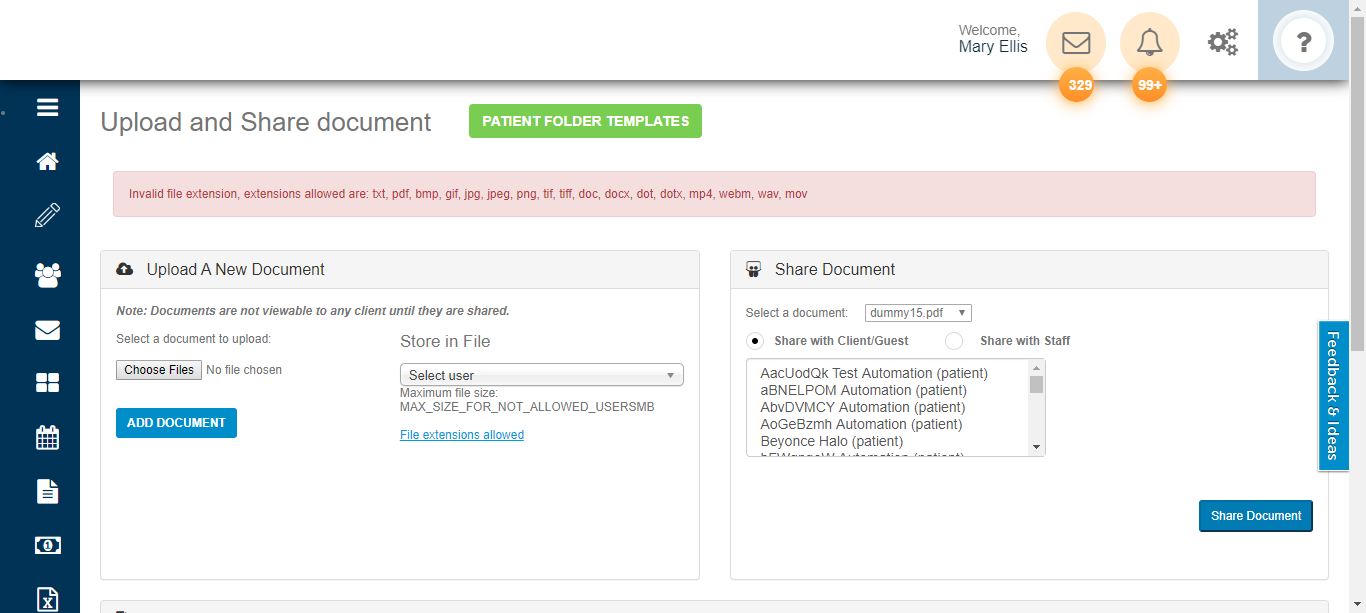 Welcome,
Mary Ellis
329
99+
?
Upload and Share document
PATIENT FOLDER TEMPLATES
Invalid file extension, extensions allowed are: txt, pdf, bmp, gif, jpg, jpeg, png, tif, tiff, doc, docx, dot, dotx, mp4, webm, wav, mov
Upload A New Document
Note: Documents are not viewable to any client until they are shared.
Select a document to upload:
Choose Files No file chosen
ADD DOCUMENT
Store in File
Select user
Maximum file size:
MAX_SIZE_FOR_NOT_ALLOWED_USERSMB
File extensions allowed
Share Document
Select a document: dummy15.pdf
Share with Client/Guest Share with Staff
AacUodQk Test Automation (patient)
aBNELPOM Automation (patient)
AbvDVMCY Automation (patient)
AoGeBzmh Automation (patient)
Beyonce Halo (patient)
Automation (patient)
Share Document
Feedback & Ideas